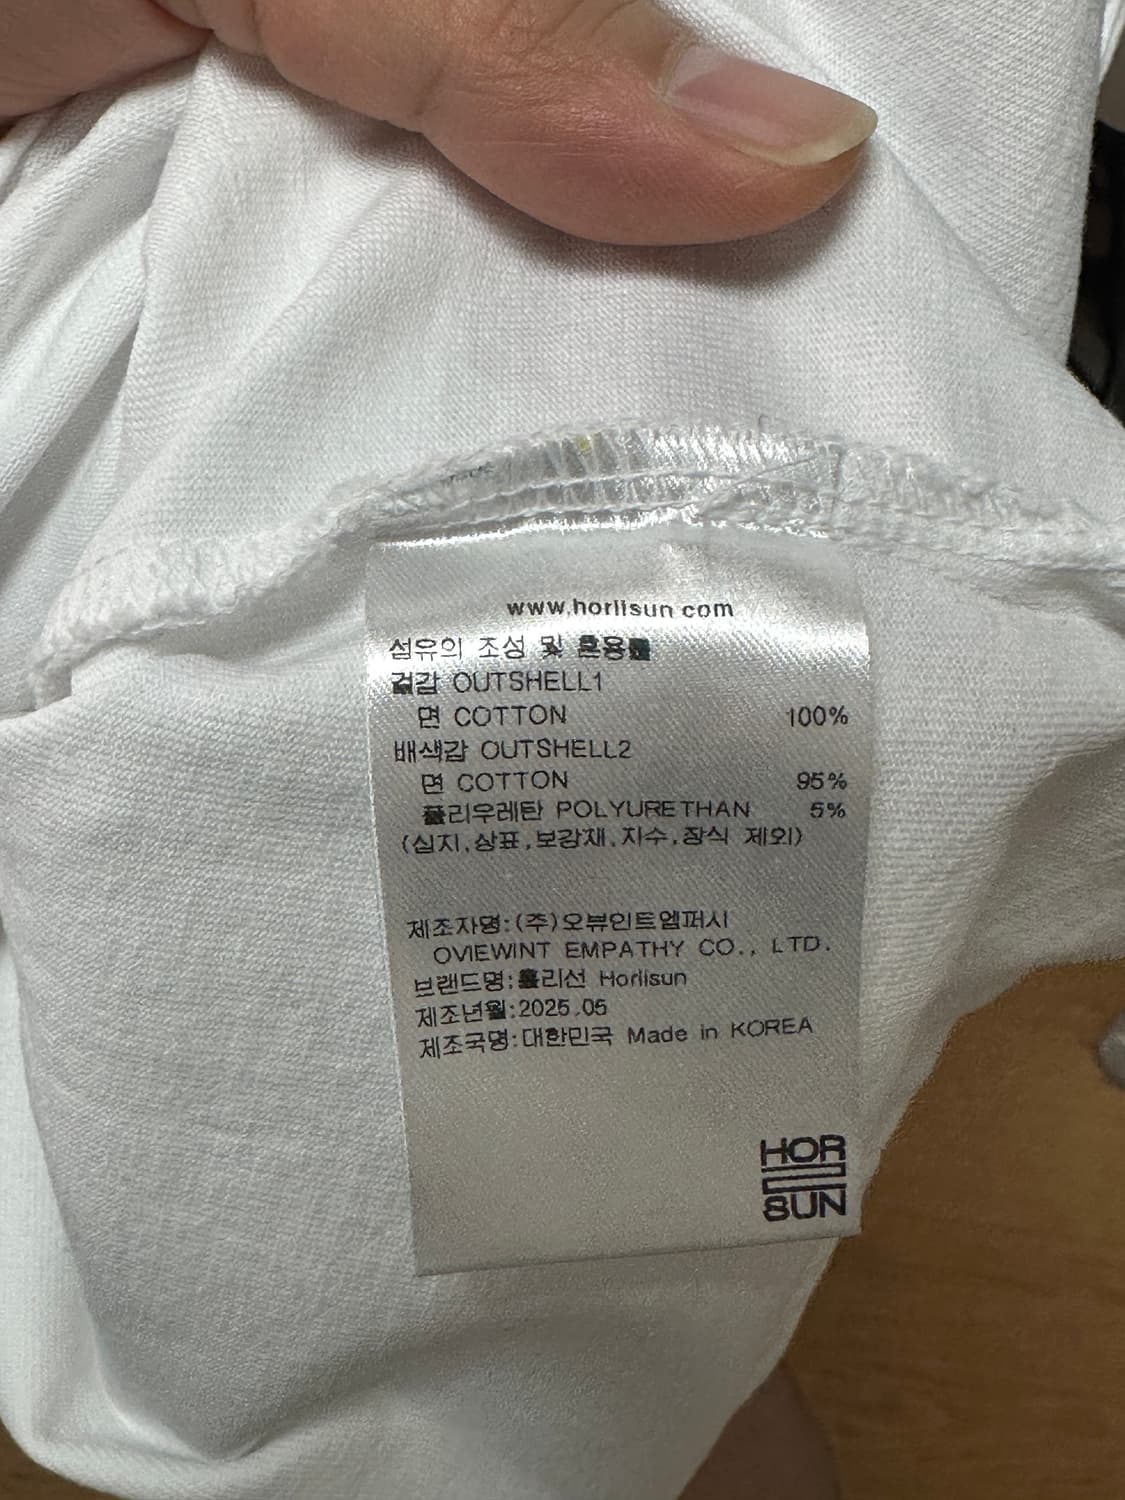 www.horlisun.com
섬유의 조성 및 혼용률
겉감 OUTSHELL1
면 COTTON 100%
배색감 OUTSHELL2
면 COTTON 95%
폴리우레탄 POLYURETHAN 5%
(심지,상표,보강재,자수,장식 제외)
제조자명:(주)오뷰인트엠퍼시
OVIEWINT EMPATHY CO., LTD.
브랜드명:홀리선 Horlisun
제조년월:2025.05
제조국명:대한민국 Made in KOREA
HOR
SUN